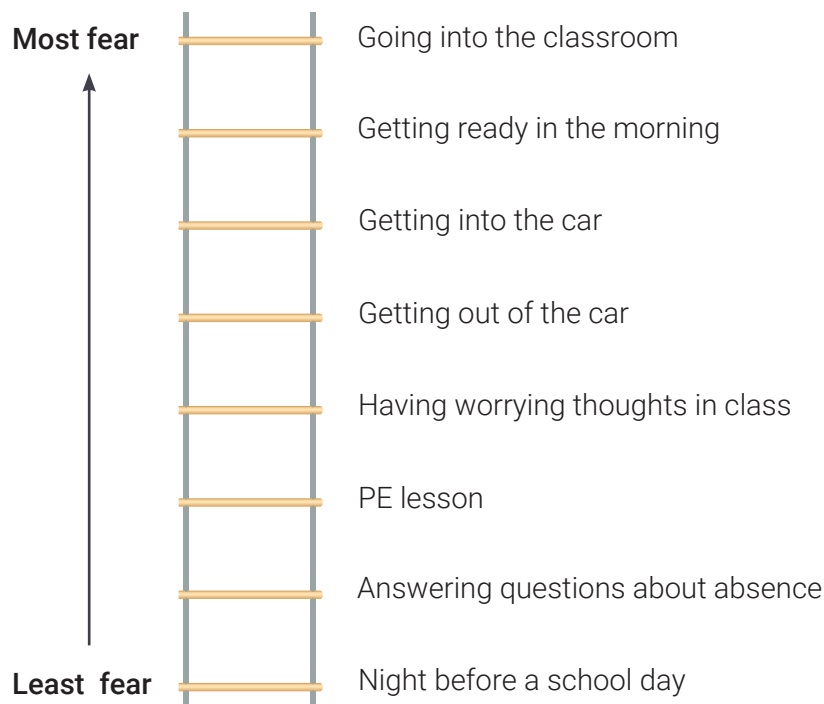 Most fear
Going into the classroom
Getting ready in the morning
Getting into the car
Getting out of the car
Having worrying thoughts in class
PE lesson
Answering questions about absence
Least fear
Night before a school day